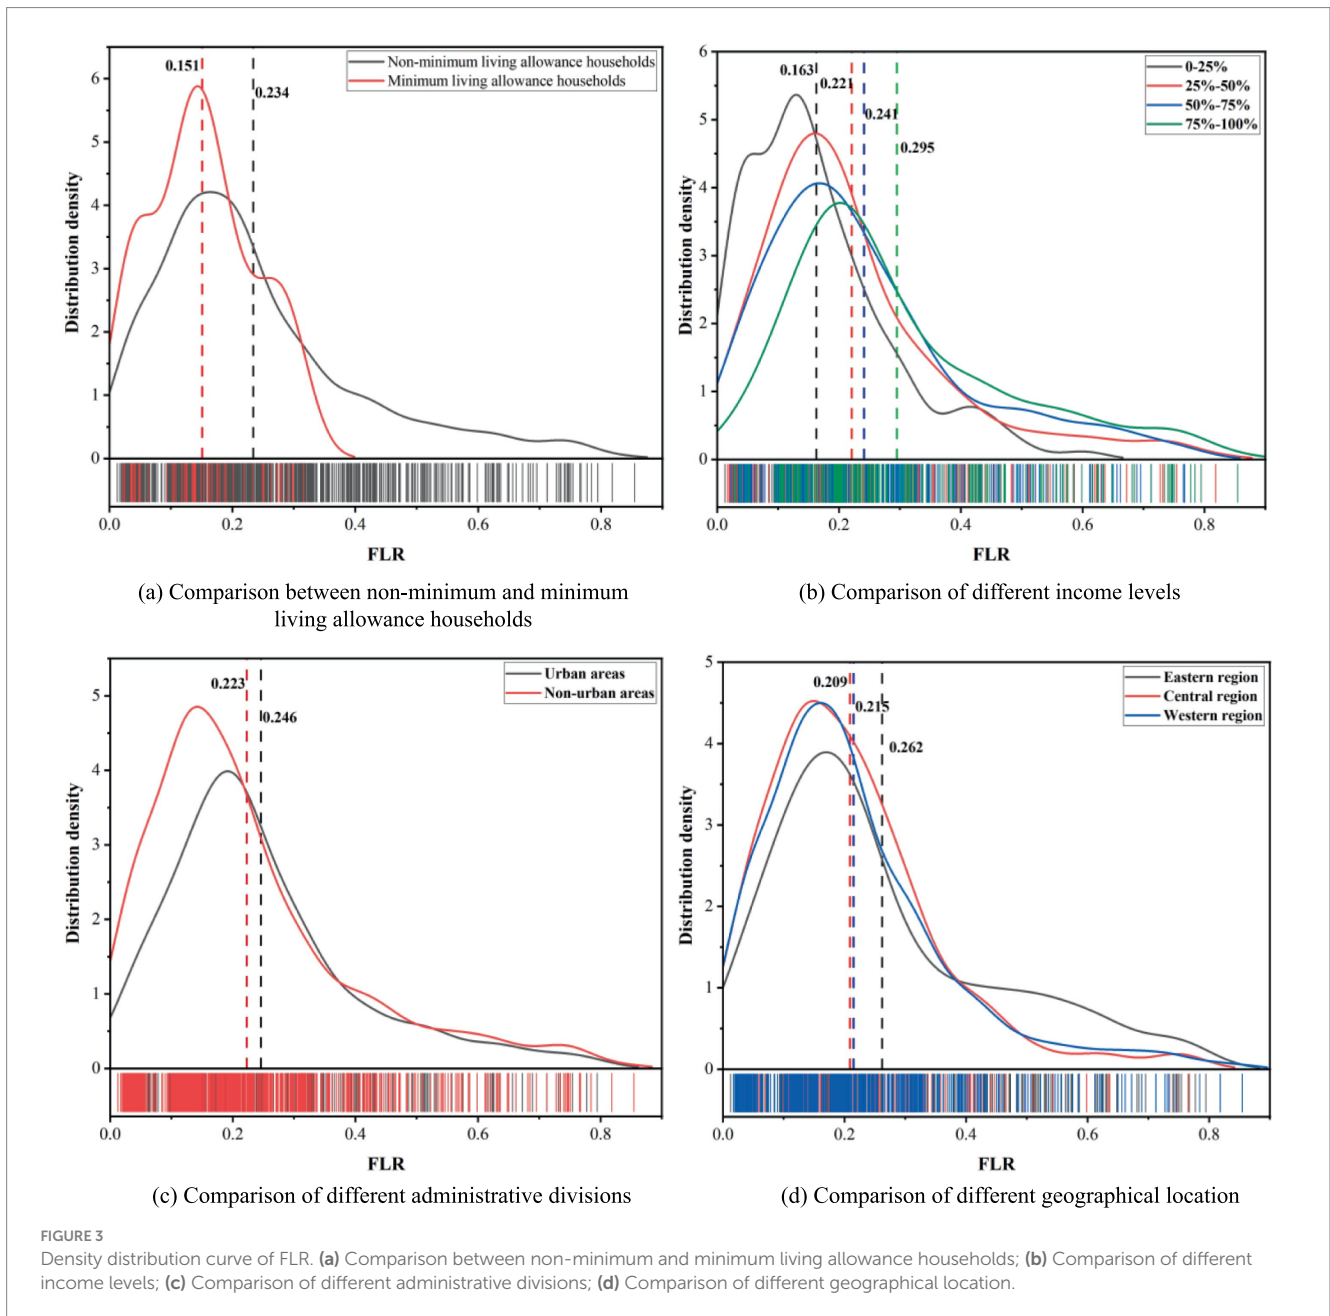 Non-minimum living allowance households
Minimum living allowance households
0.151
0.234
Distribution density
6
5
4
3
2
1
0
0.0 0.2 0.4 0.6 0.8
FLR
(a) Comparison between non-minimum and minimum
living allowance households
0-25%
25%-50%
50%-75%
75%-100%
0.163
0.221
0.241
0.295
Distribution density
6
5
4
3
2
1
0
0.0 0.2 0.4 0.6 0.8
FLR
(b) Comparison of different income levels
Urban areas
Non-urban areas
0.223
0.246
Distribution density
5
4
3
2
1
0
0.0 0.2 0.4 0.6 0.8
FLR
(c) Comparison of different administrative divisions
Eastern region
Central region
Western region
0.209
0.215
0.262
Distribution density
5
4
3
2
1
0
0.0 0.2 0.4 0.6 0.8
FLR
(d) Comparison of different geographical location
FIGURE 3
Density distribution curve of FLR. (a) Comparison between non-minimum and minimum living allowance households; (b) Comparison of different
income levels; (c) Comparison of different administrative divisions; (d) Comparison of different geographical location.